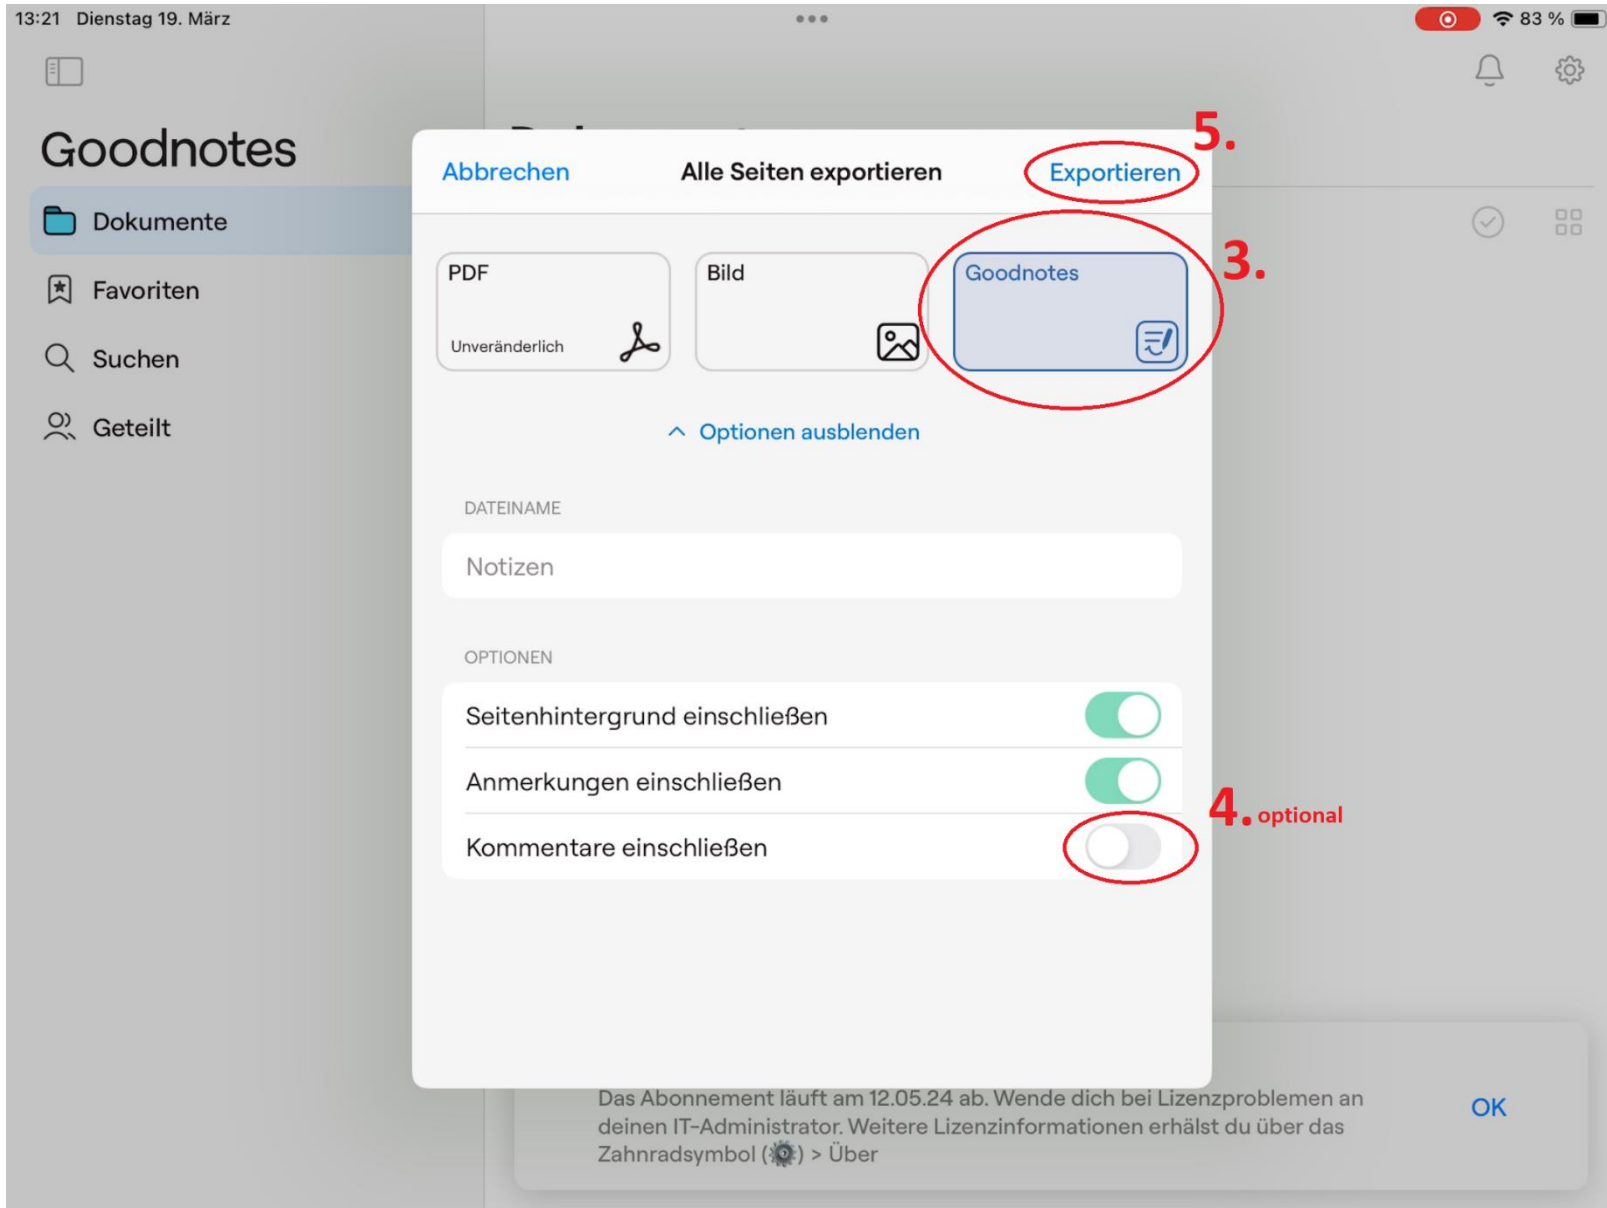 13:21 Dienstag 19. März
83 %
Goodnotes
Dokumente
Favoriten
Suchen
Geteilt
5.
Abbrechen
Alle Seiten exportieren
Exportieren
3.
PDF
Unveränderlich
Bild
Goodnotes
Optionen ausblenden
DATEINAME
Notizen
OPTIONEN
Seitenhintergrund einschließen
Anmerkungen einschließen
4. optional
Kommentare einschließen
Das Abonnement läuft am 12.05.24 ab. Wende dich bei Lizenzproblemen an
deinen IT-Administrator. Weitere Lizenzinformationen erhälst du über das
Zahnradsymbol (⚙) > Über
OK